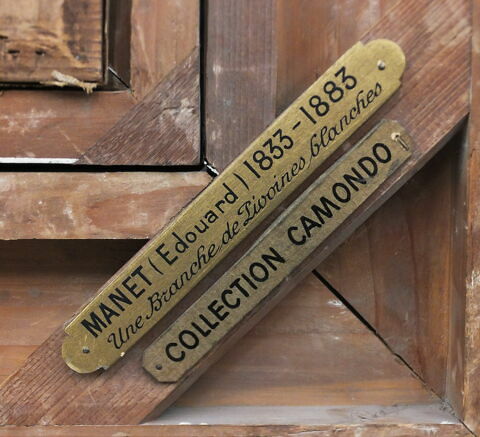 MANET (Edouard) 1833-1883
Une Branche de Pivoines blanches
COLLECTION CAMONDO